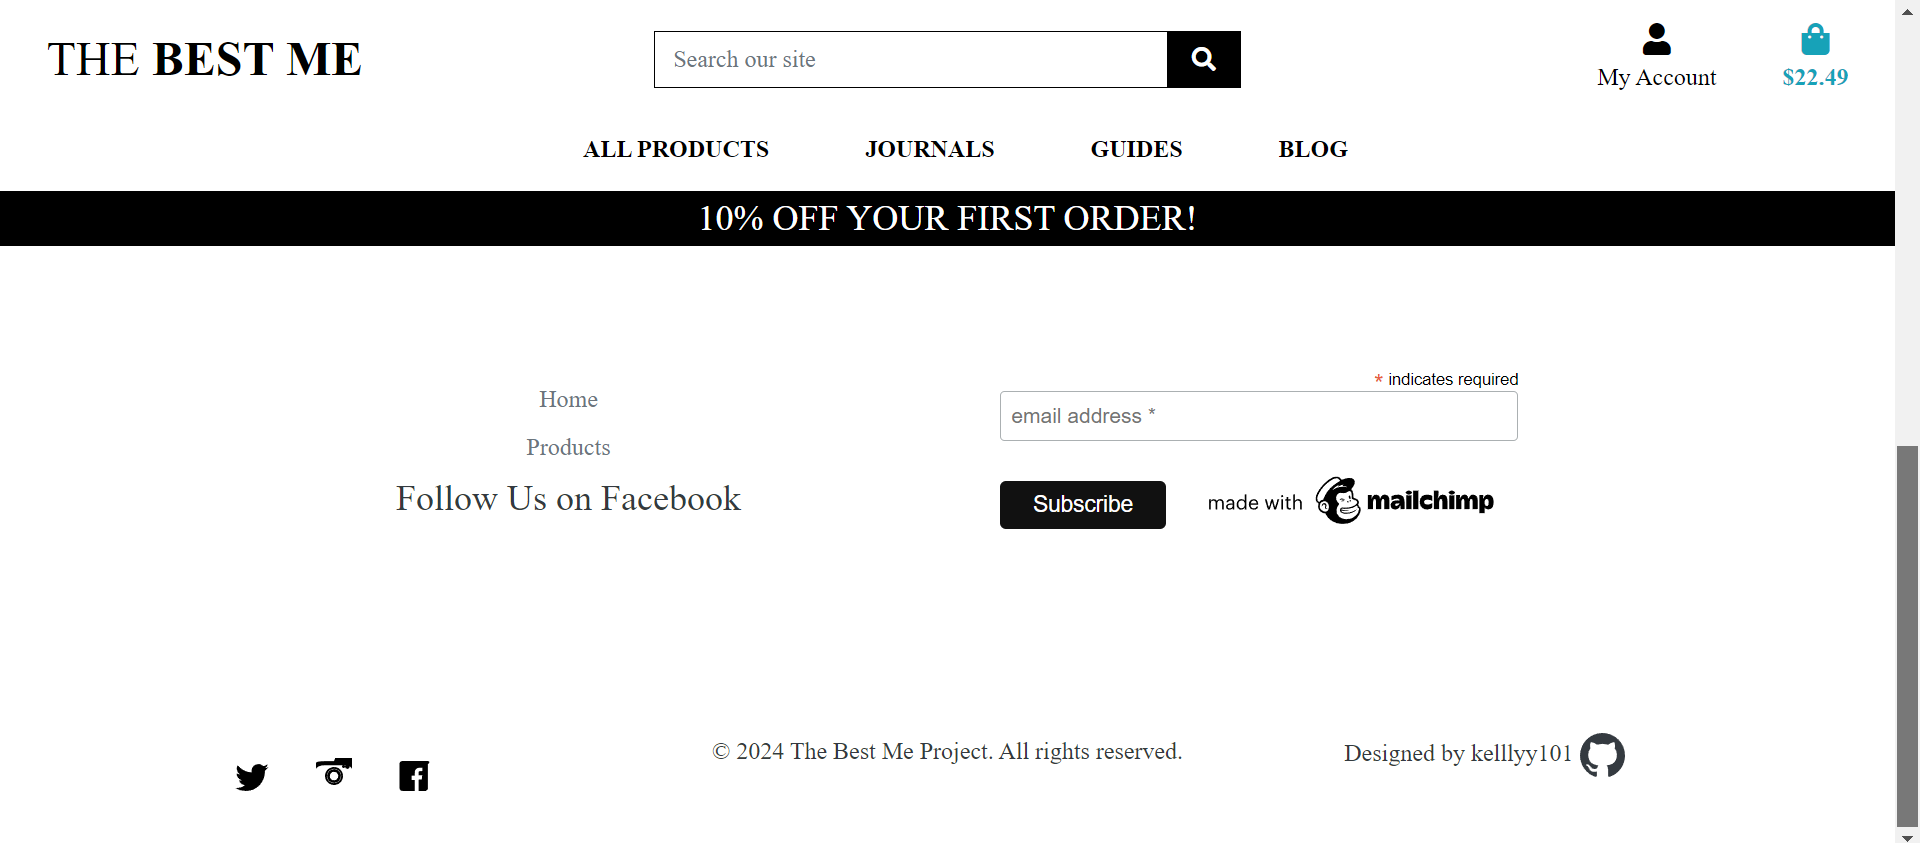 THE BEST ME
Search our site
My Account
$22.49
ALL PRODUCTS
JOURNALS
GUIDES
BLOG
10% OFF YOUR FIRST ORDER!
Home
Products
Follow Us on Facebook
* indicates required
email address *
Subscribe
made with mailchimp
© 2024 The Best Me Project. All rights reserved.
Designed by kelllyy101